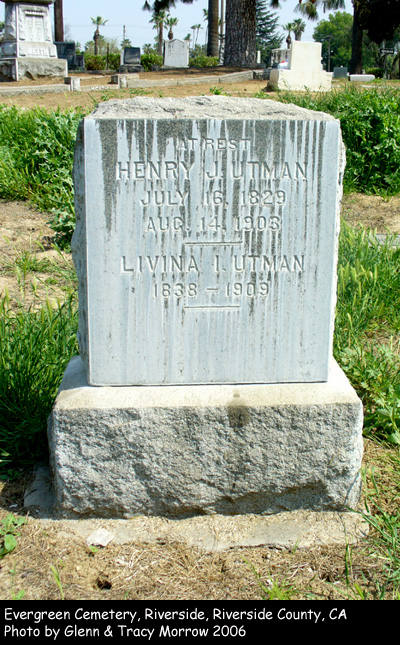 AT REST
HENRY J. UTMAN
JULY 16, 1829
AUG. 14, 1903
LIVINA I. UTMAN
1838 – 1909
Evergreen Cemetery, Riverside, Riverside County, CA
Photo by Glenn & Tracy Morrow 2006